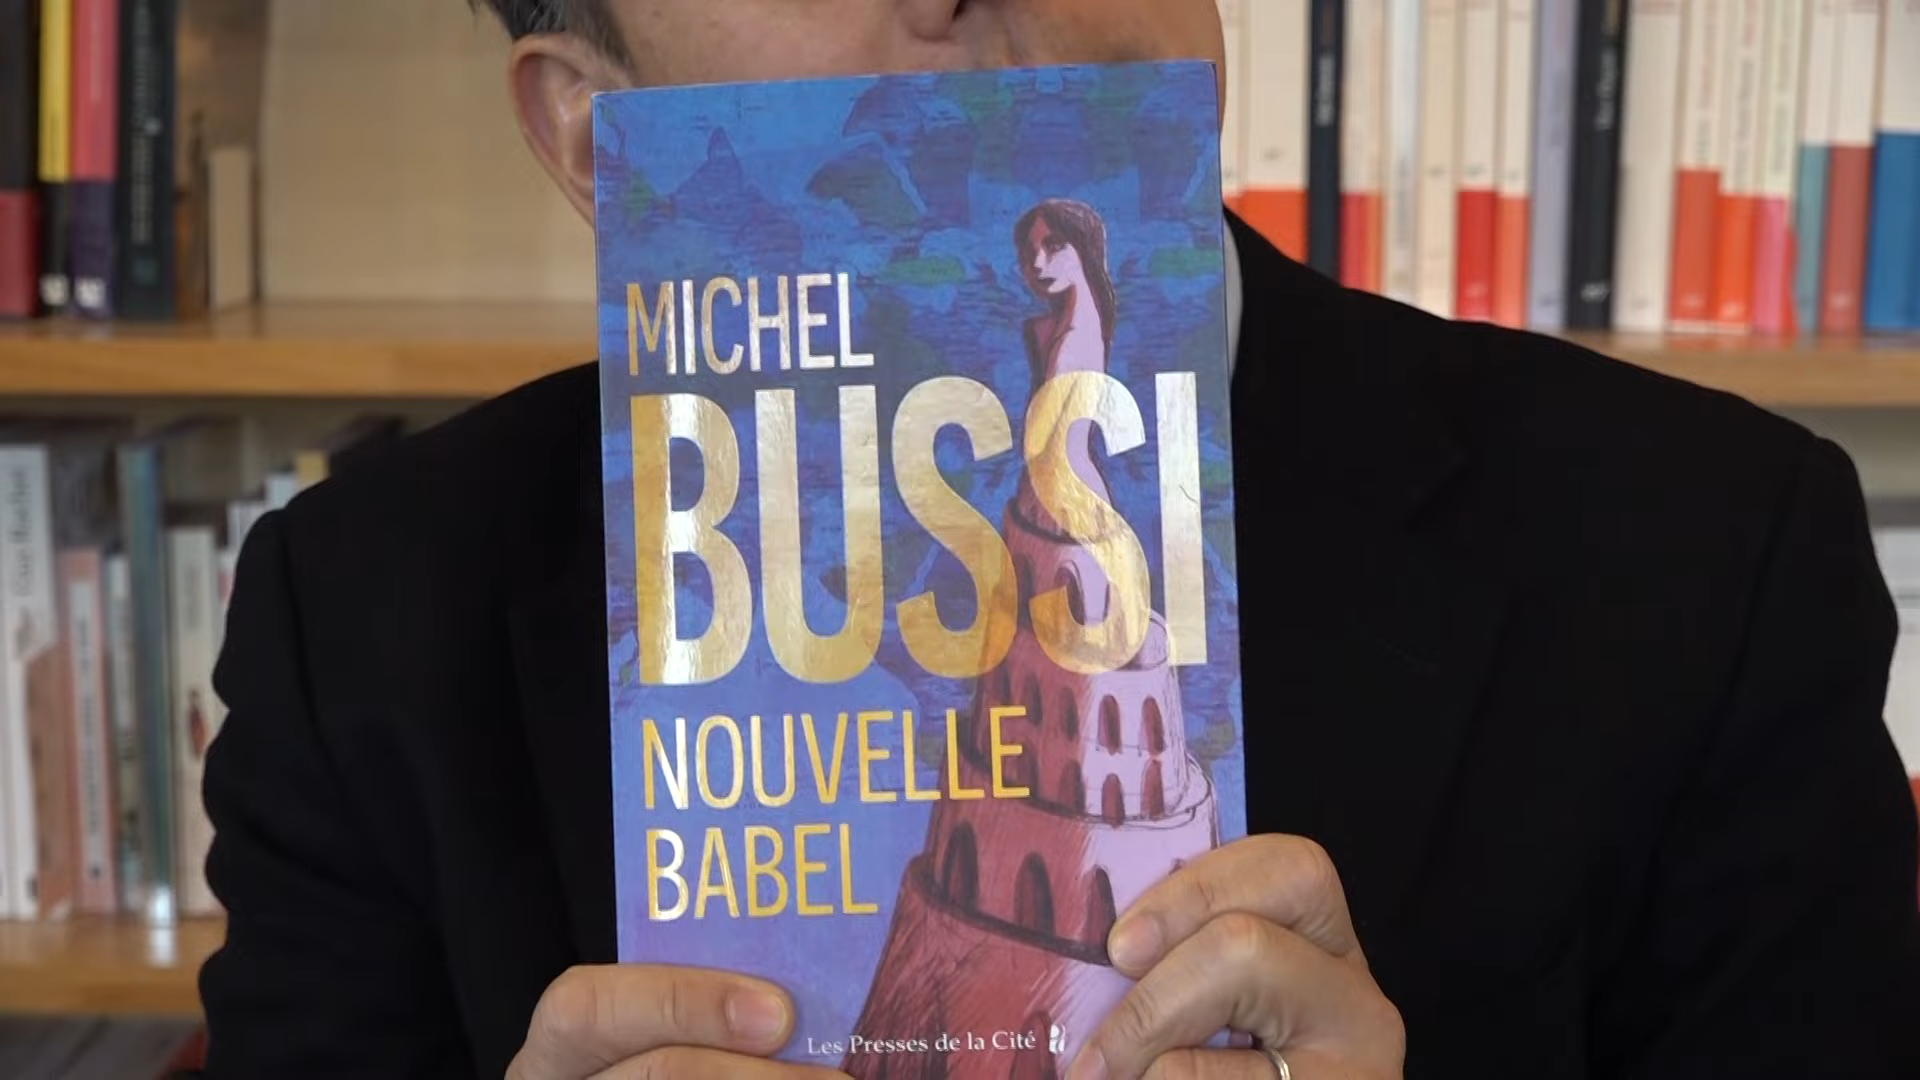 MICHEL
BUSSI
NOUVELLE
BABEL
Les Presses de la Cité